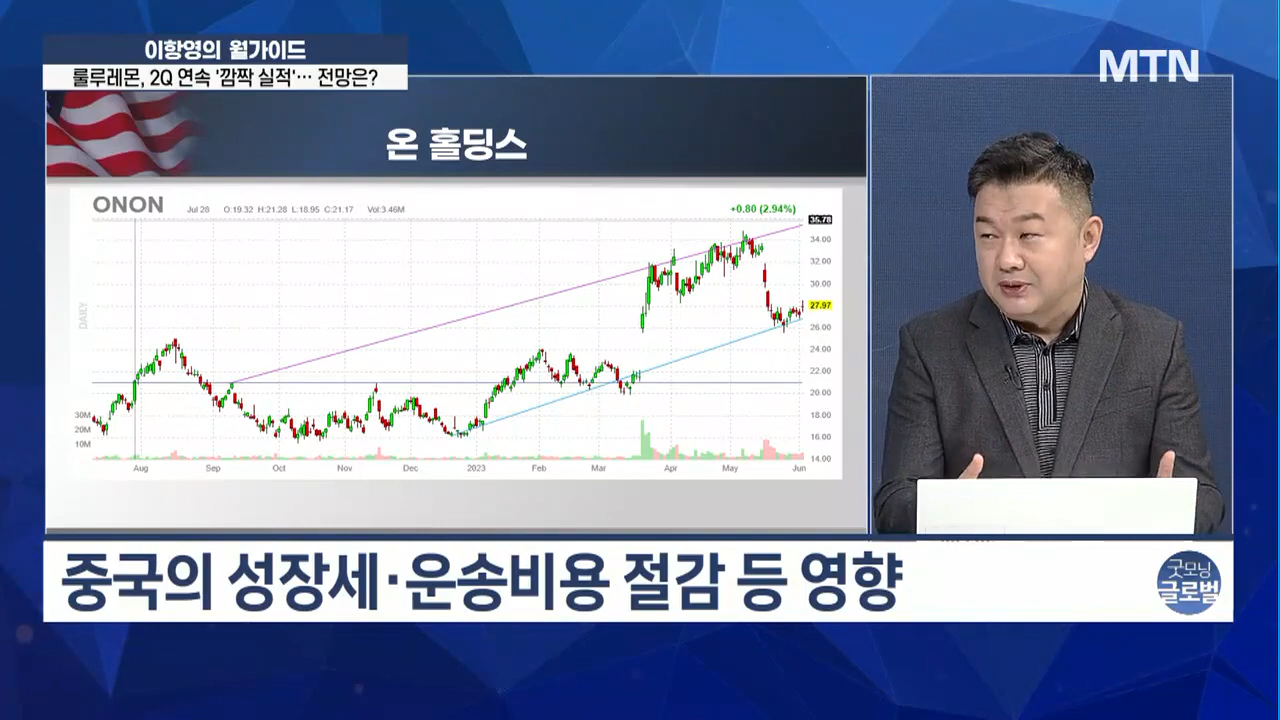 이항영의 월가이드
룰루레몬, 2Q 연속 '깜짝 실적'… 전망은?
MTN
온 홀딩스
ONON Jul 28 O:19.32 H:21.28 L:18.95 C:21.17 Vol:3.46M +0.80 (2.94%)
35.78
34.00
32.00
30.00
27.97
26.00
24.00
22.00
20.00
18.00
16.00
14.00
DAILY
30M
20M
10M
Aug Sep Oct Nov Dec 2023 Feb Mar Apr May Jun
중국의 성장세·운송비용 절감 등 영향
굿모닝
글로벌